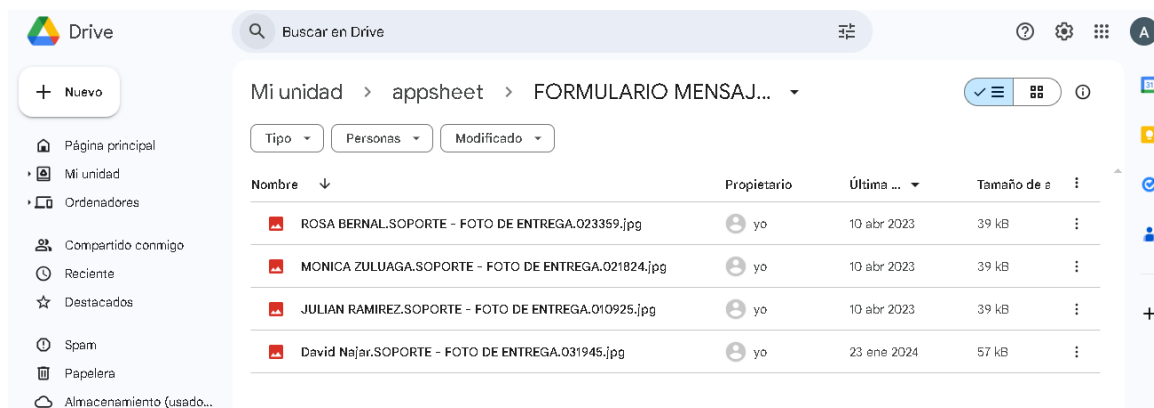 Drive
Buscar en Drive
A
Nuevo
Mi unidad > appsheet > FORMULARIO MENSAJ...
31
Tipo
Personas
Modificado
Página principal
Mi unidad
Ordenadores
Compartido conmigo
Reciente
Destacados
Spam
Papelera
Almacenamiento (usado...
Nombre Propietario Última ... Tamaño de a
ROSA BERNAL.SOPORTE - FOTO DE ENTREGA.023359.jpg yo 10 abr 2023 39 kB
MONICA ZULUAGA.SOPORTE - FOTO DE ENTREGA.021824.jpg yo 10 abr 2023 39 kB
JULIAN RAMIREZ.SOPORTE - FOTO DE ENTREGA.010925.jpg yo 10 abr 2023 39 kB
David Najar.SOPORTE - FOTO DE ENTREGA.031945.jpg yo 23 ene 2024 57 kB